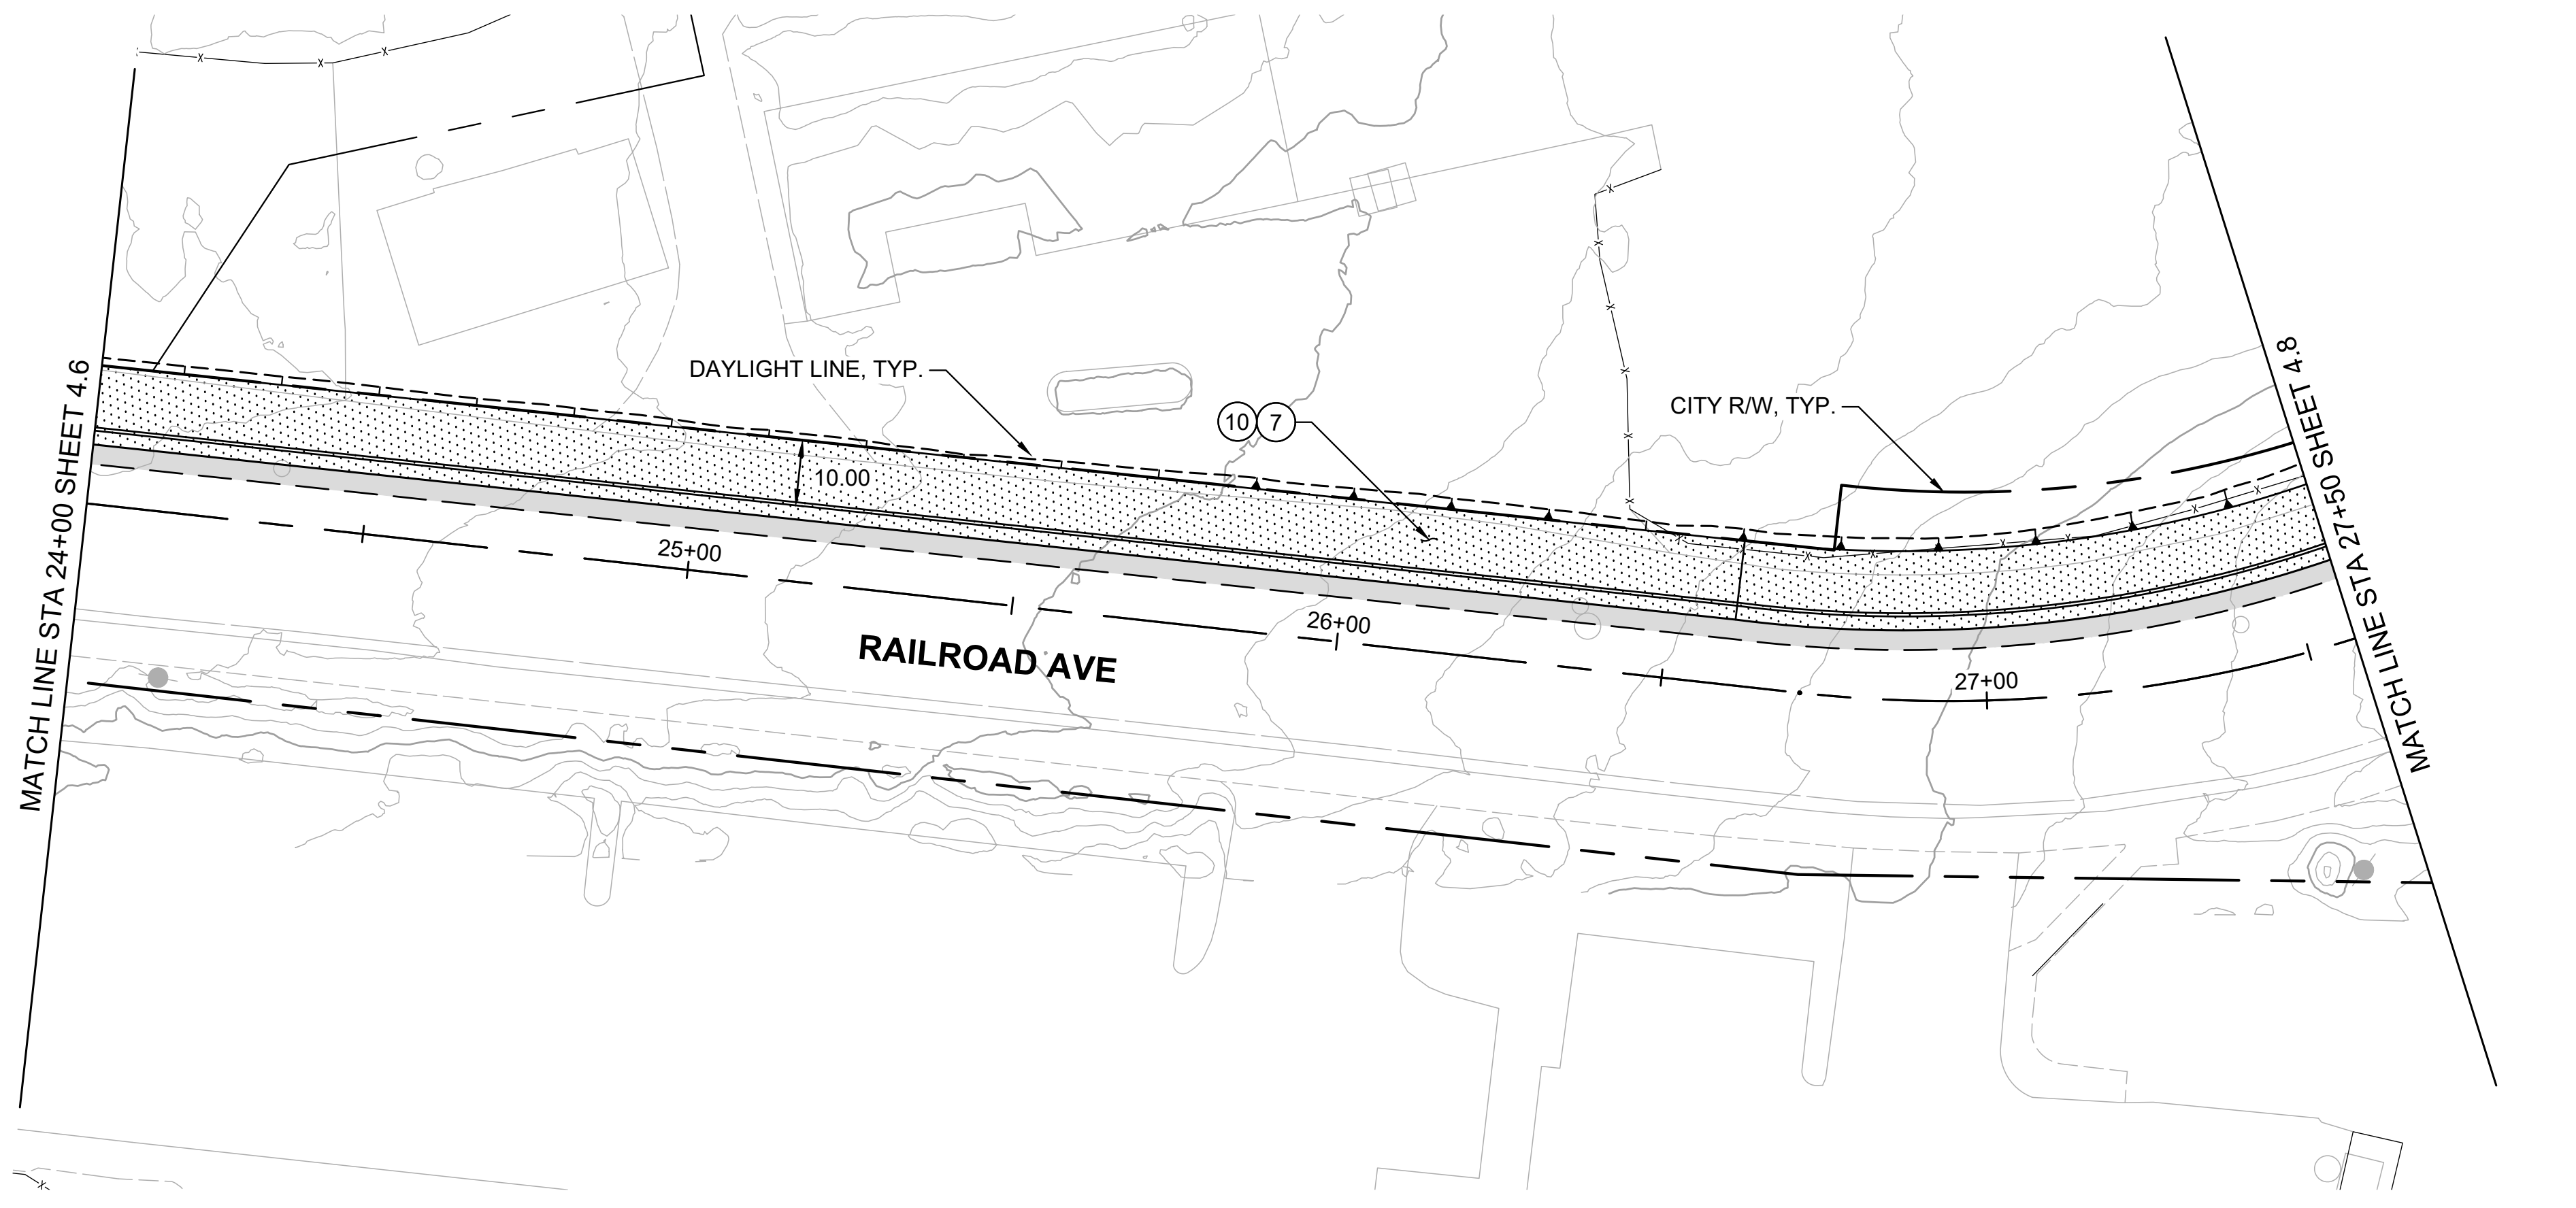 MATCH LINE STA 24+00 SHEET 4.6
DAYLIGHT LINE, TYP.
10 7
CITY R/W, TYP.
10.00
25+00
26+00
27+00
RAILROAD AVE
MATCH LINE STA 27+50 SHEET 4.8